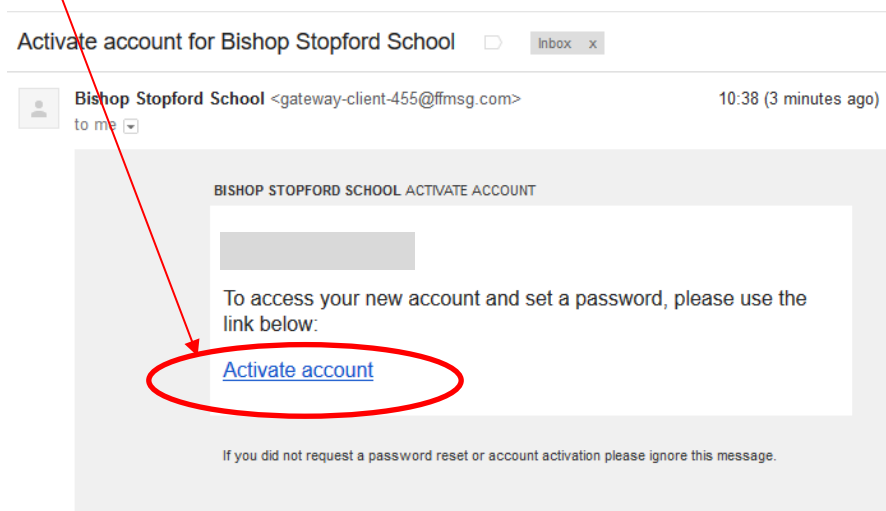 Activate account for Bishop Stopford School Inbox x
Bishop Stopford School <gateway-client-455@ffmsg.com> 10:38 (3 minutes ago)
to me
BISHOP STOPFORD SCHOOL ACTIVATE ACCOUNT
To access your new account and set a password, please use the
link below:
Activate account
If you did not request a password reset or account activation please ignore this message.